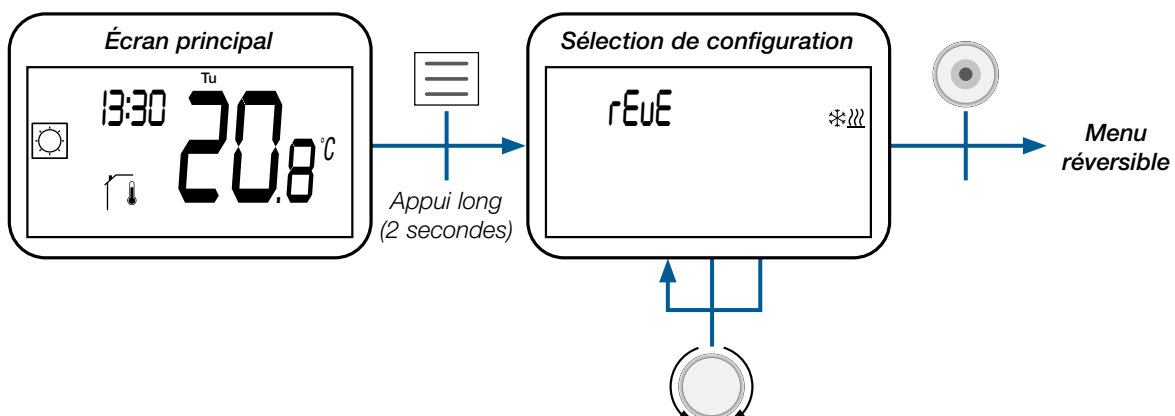 Écran principal
Tu
13:30
20.8°C
Appui long
(2 secondes)
Sélection de configuration
rEvE
Menu
réversible